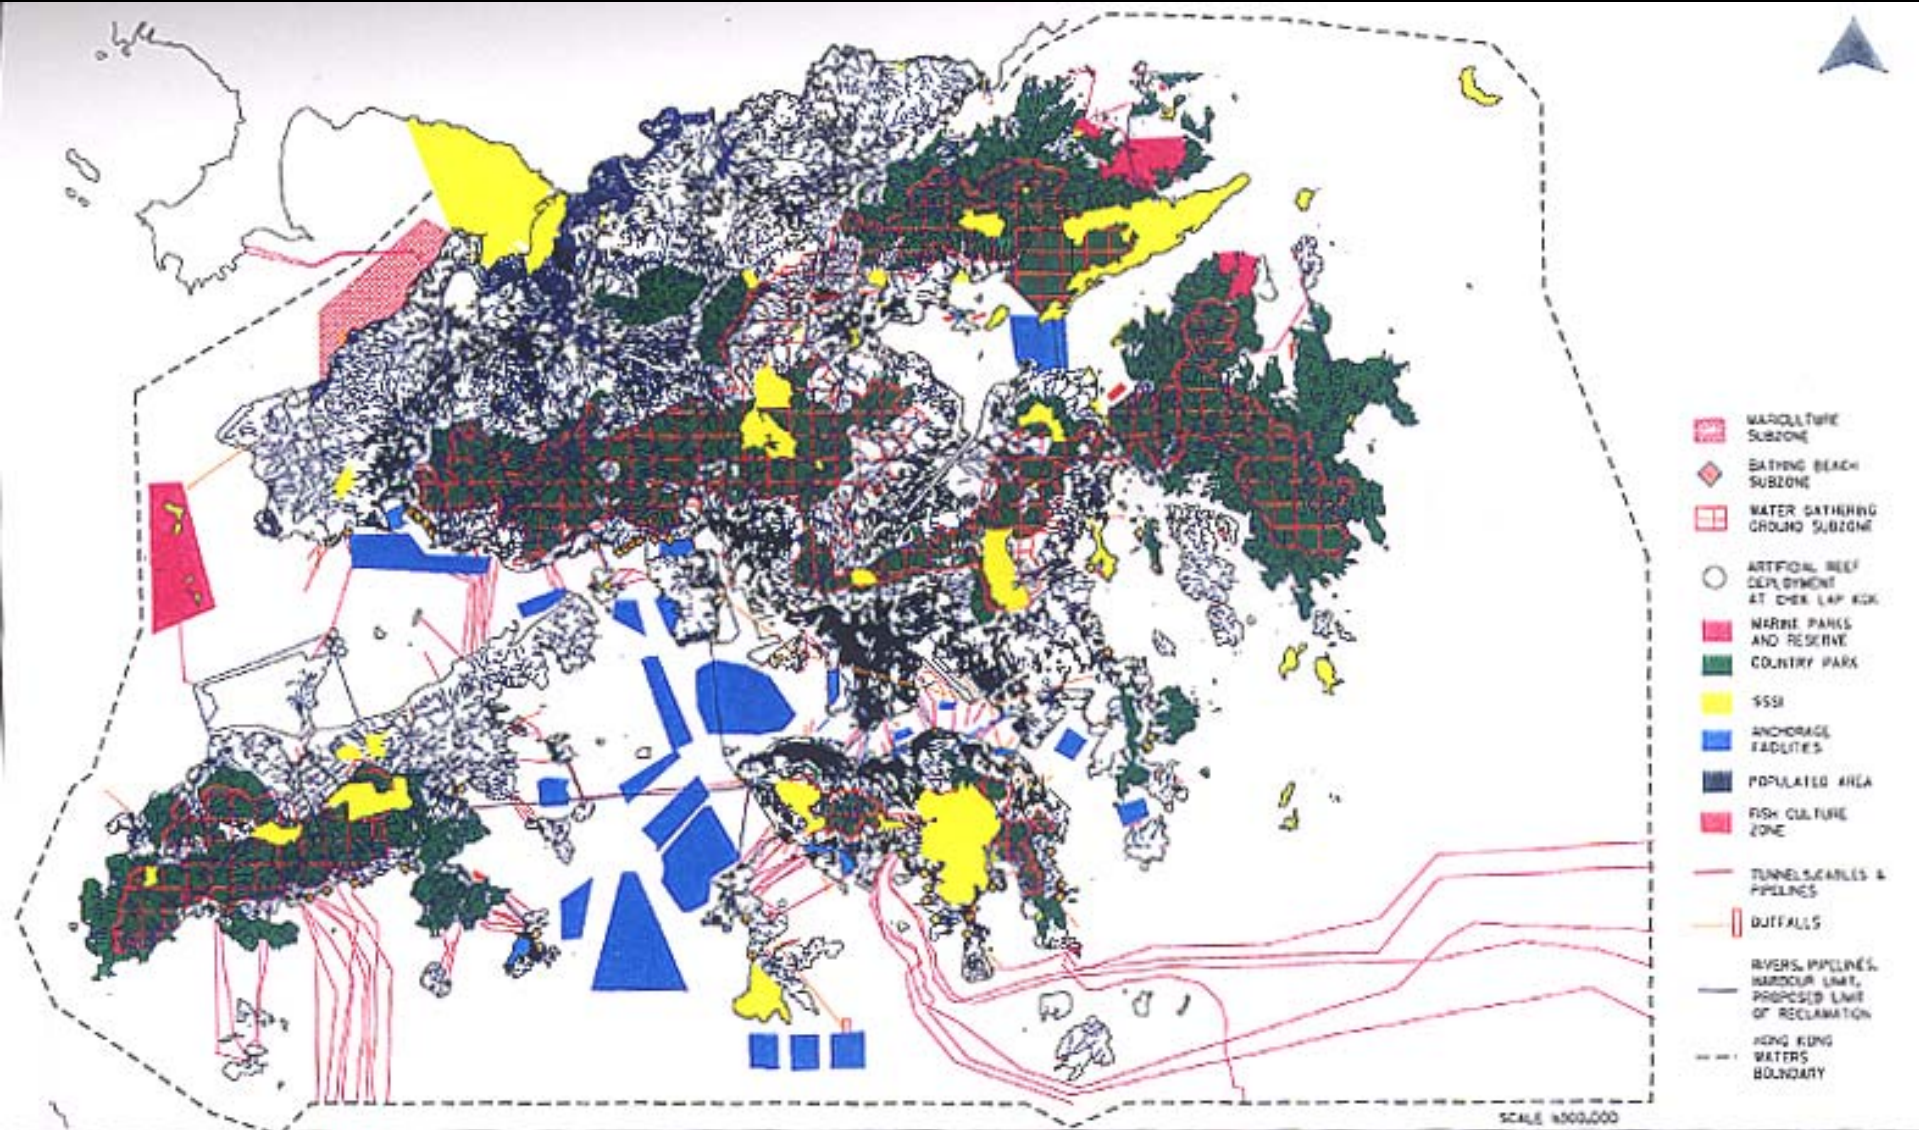 MARICULTURE
SUBZONE
BATHING BEACH
SUBZONE
WATER GATHERING
GROUND SUBZONE
ARTIFICIAL REEF
DEPLOYMENT
AT CHEK LAP KOK
MARINE PARKS
AND RESERVE
COUNTRY PARK
SSSI
ANCHORAGE
FACILITIES
POPULATED AREA
FISH CULTURE
ZONE
TUNNELS,CABLES &
PIPELINES
OUTFALLS
RIVERS, PIPELINES,
HARBOUR LIMIT,
PROPOSED LIMIT
OF RECLAMATION
HONG KONG
WATERS
BOUNDARY
SCALE